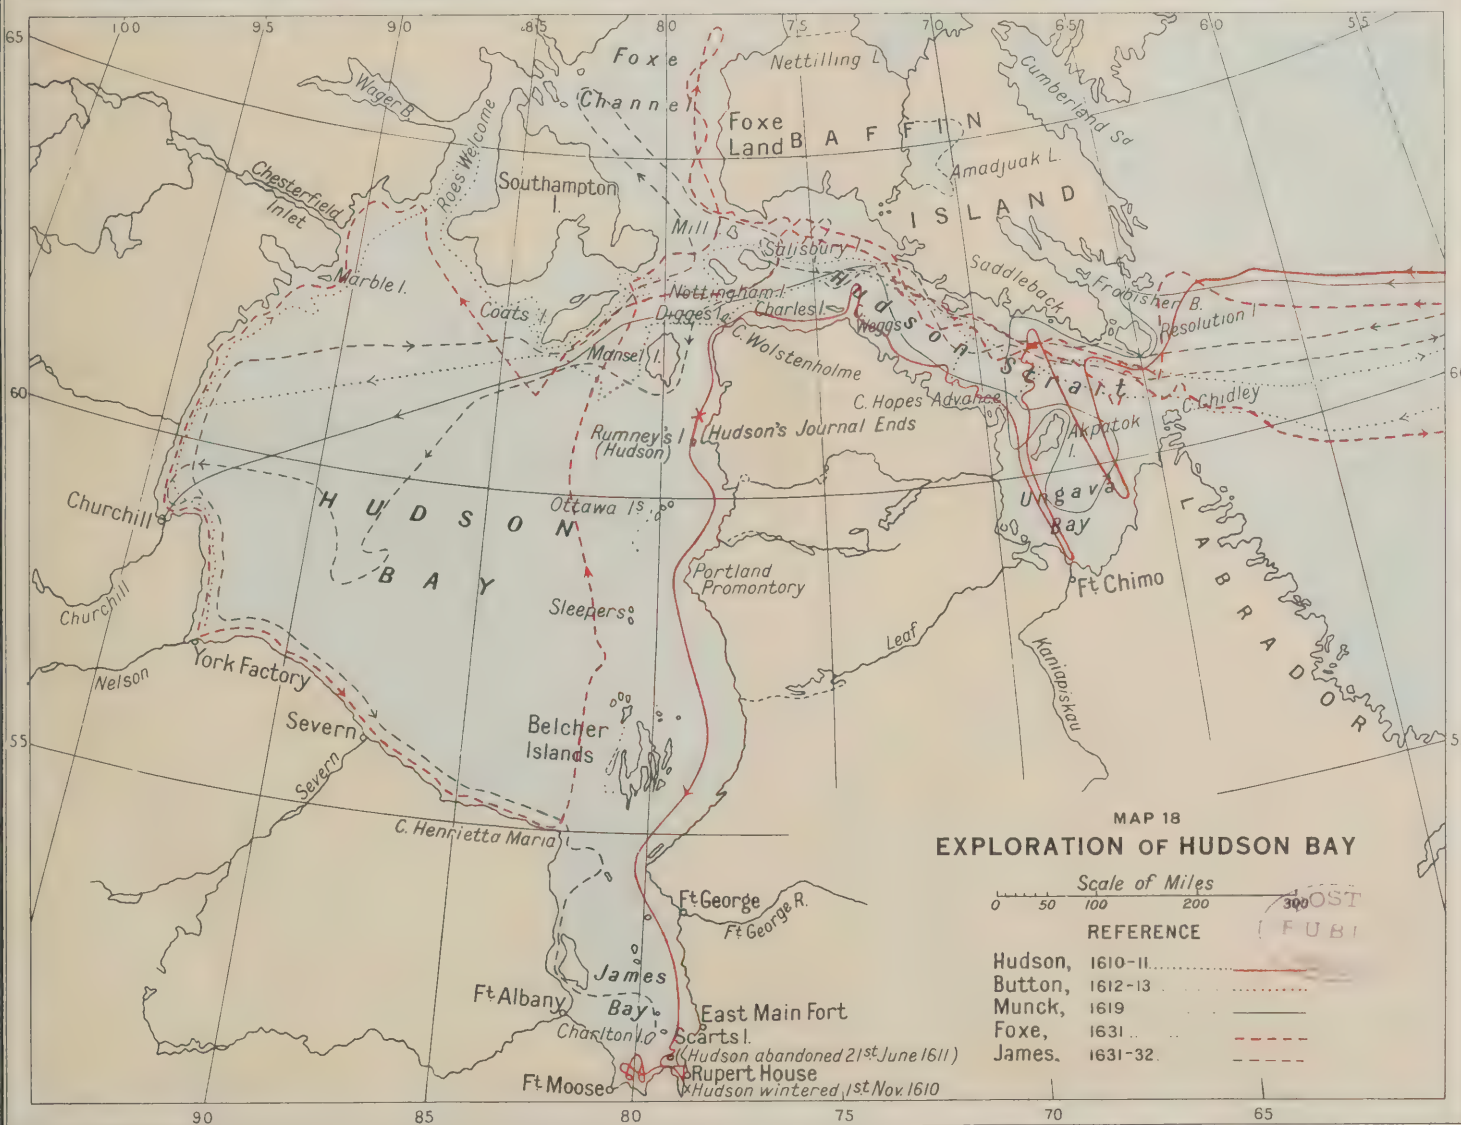 100
95
90
85
80
75
70
65
60
55
65
Foxe
Channel
Nettilling L.
Cumberland Sd
Wager B.
Foxe
Land
BAFFIN
ISLAND
Amadjuak L.
Roes Welcome
Chesterfield
Inlet
Southampton
I.
Mill I.
Salisbury I.
Saddleback
Frobisher B.
Resolution I
Marble I.
Coats I.
Nottingham I.
Digges Is.
Charles I.
Weggs
Hudson Strait
Mansel I.
C. Wolstenholme
C. Hopes Advance
C. Chidley
60
60
Akpatok
I.
Rumney's I
(Hudson)
Hudson's Journal Ends
Ungava
Bay
Churchill
HUDSON
BAY
Ottawa Is.
LABRADOR
Portland
Promontory
Ft. Chimo
Churchill
Sleepers
Leaf
Kaniapiskau
York Factory
Nelson
Severn
Severn
Belcher
Islands
55
5
C. Henrietta Maria
MAP 18
EXPLORATION OF HUDSON BAY
Scale of Miles
0 50 100 200 300
OST
FUBL
REFERENCE
Hudson, 1610-11
Button, 1612-13
Munck, 1619
Foxe, 1631
James, 1631-32
Ft George
Ft George R.
James
Bay
Ft Albany
East Main Fort
Charlton I.
Scarts I.
(Hudson abandoned 21st June 1611)
Rupert House
Ft Moose
xHudson wintered 1st Nov. 1610
90
85
80
75
70
65